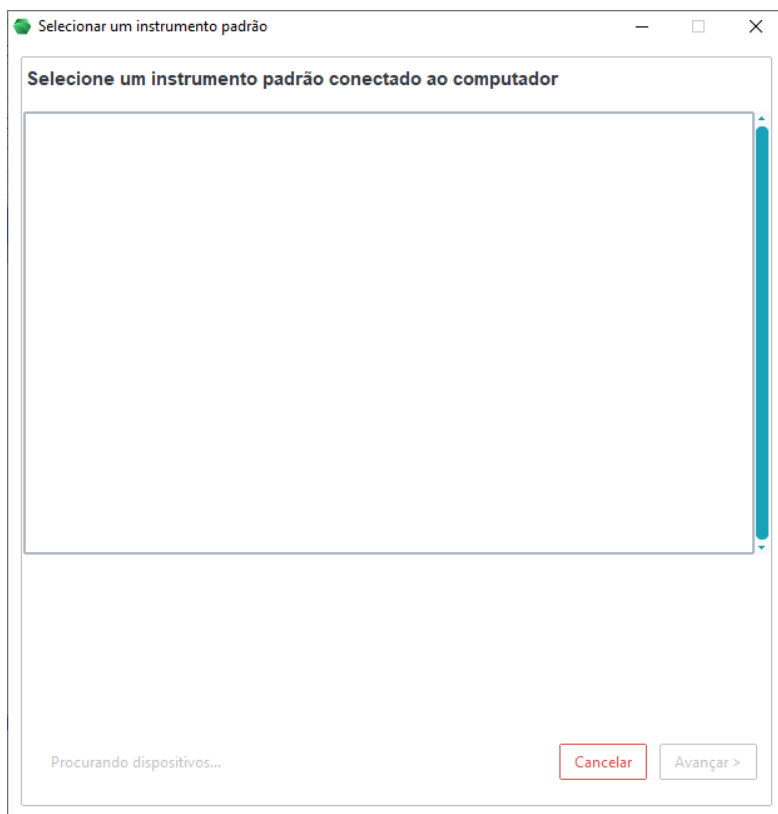 Selecionar um instrumento padrão
Selecione um instrumento padrão conectado ao computador
Procurando dispositivos...
Cancelar
Avançar >